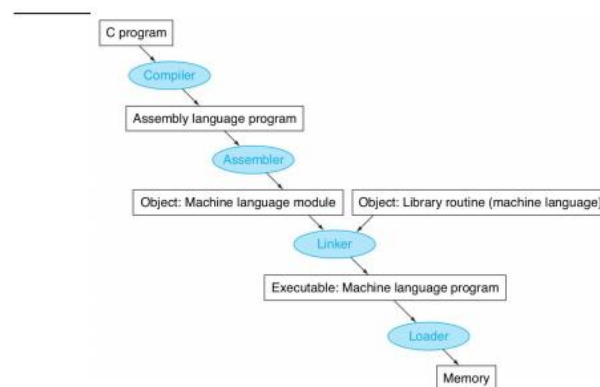 C program
Compiler
Assembly language program
Assembler
Object: Machine language module
Object: Library routine (machine language)
Linker
Executable: Machine language program
Loader
Memory